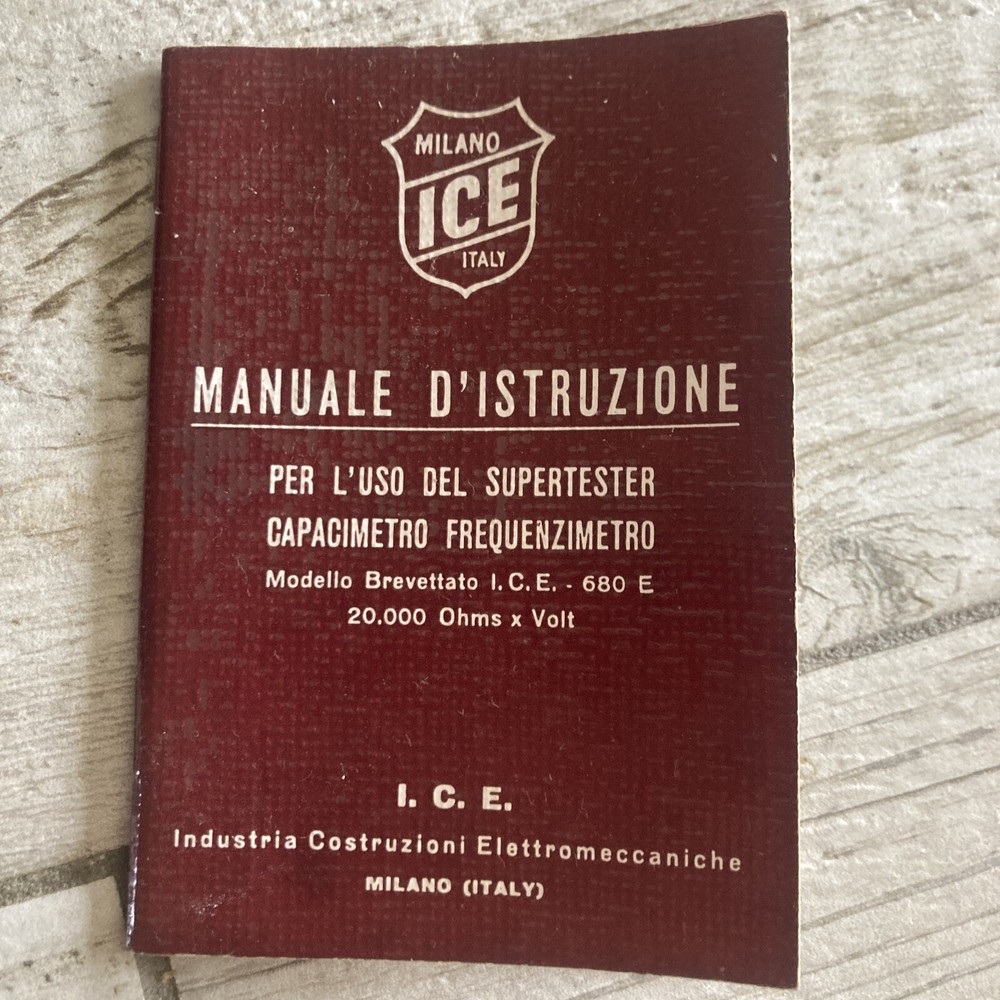 MILANO
ICE
ITALY
MANUALE D'ISTRUZIONE
PER L'USO DEL SUPERTESTER
CAPACIMETRO FREQUENZIMETRO
Modello Brevettato I.C.E. - 680 E
20.000 Ohms x Volt
I. C. E.
Industria Costruzioni Elettromeccaniche
MILANO (ITALY)